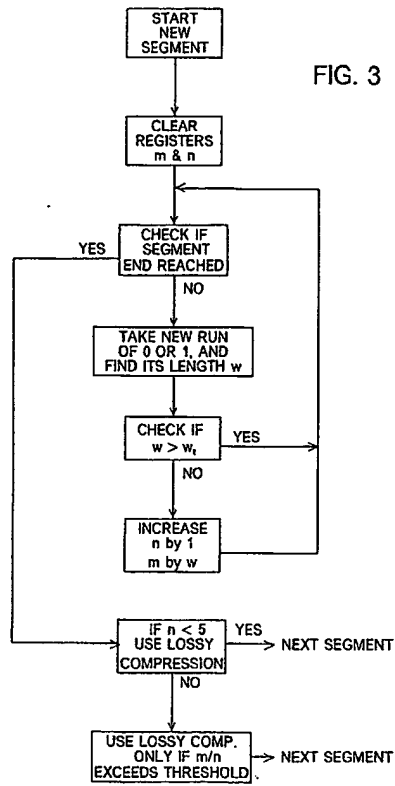 START
NEW
SEGMENT
FIG. 3
CLEAR
REGISTERS
m & n
CHECK IF
SEGMENT
END REACHED
YES
NO
TAKE NEW RUN
OF 0 OR 1, AND
FIND ITS LENGTH w
CHECK IF
w > wt
YES
NO
INCREASE
n by 1
m by w
IF n < 5
USE LOSSY
COMPRESSION
YES
NEXT SEGMENT
NO
USE LOSSY COMP.
ONLY IF m/n
EXCEEDS THRESHOLD
NEXT SEGMENT